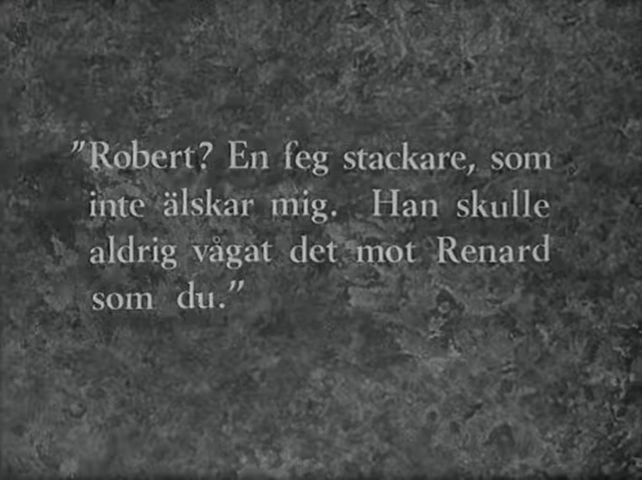 ”Robert? En feg stackare, som
inte älskar mig. Han skulle
aldrig vågat det mot Renard
som du.”